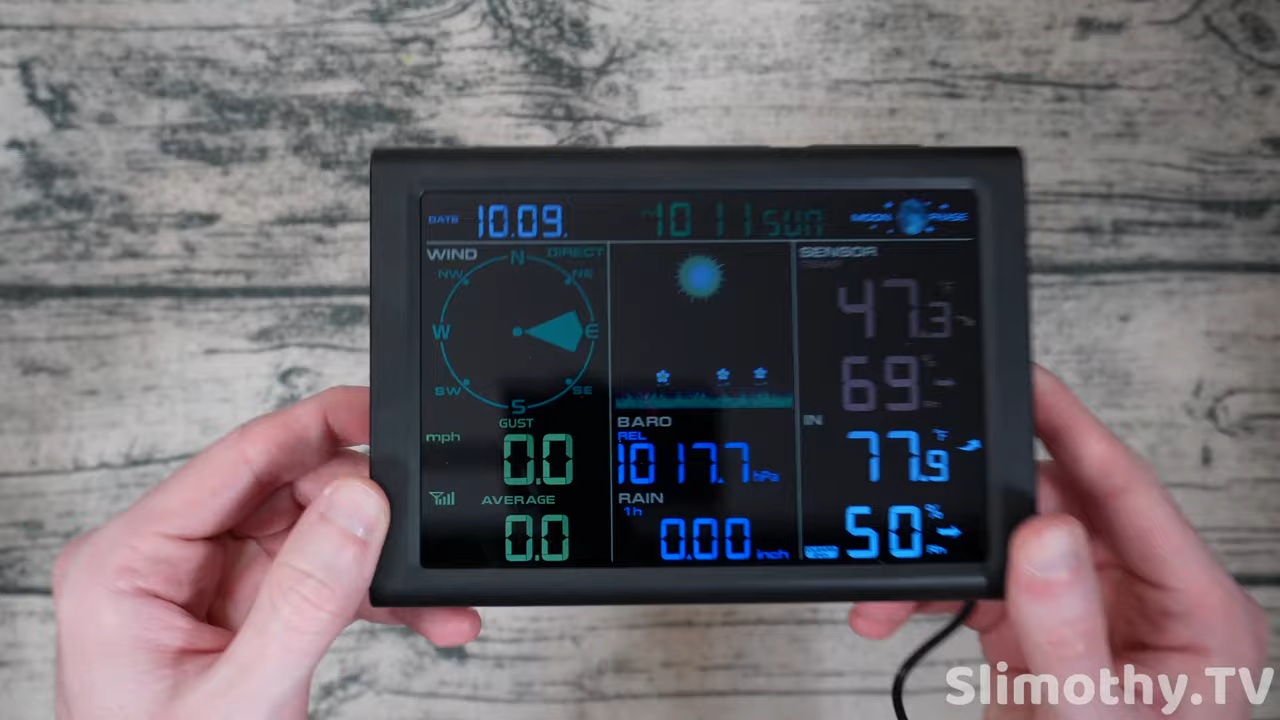 DATE 10.09. 10 11 SUN MOON PHASE
WIND DIRECT
N
NW NE
W E
SW SE
S
GUST
mph 0.0
AVERAGE
0.0
BARO
REL
1017.7 hPa
RAIN
1h
0.00 inch
SENSOR
47.3 °F
69 %
IN
77.9 °F
50 %
Rh
Slimothy.TV